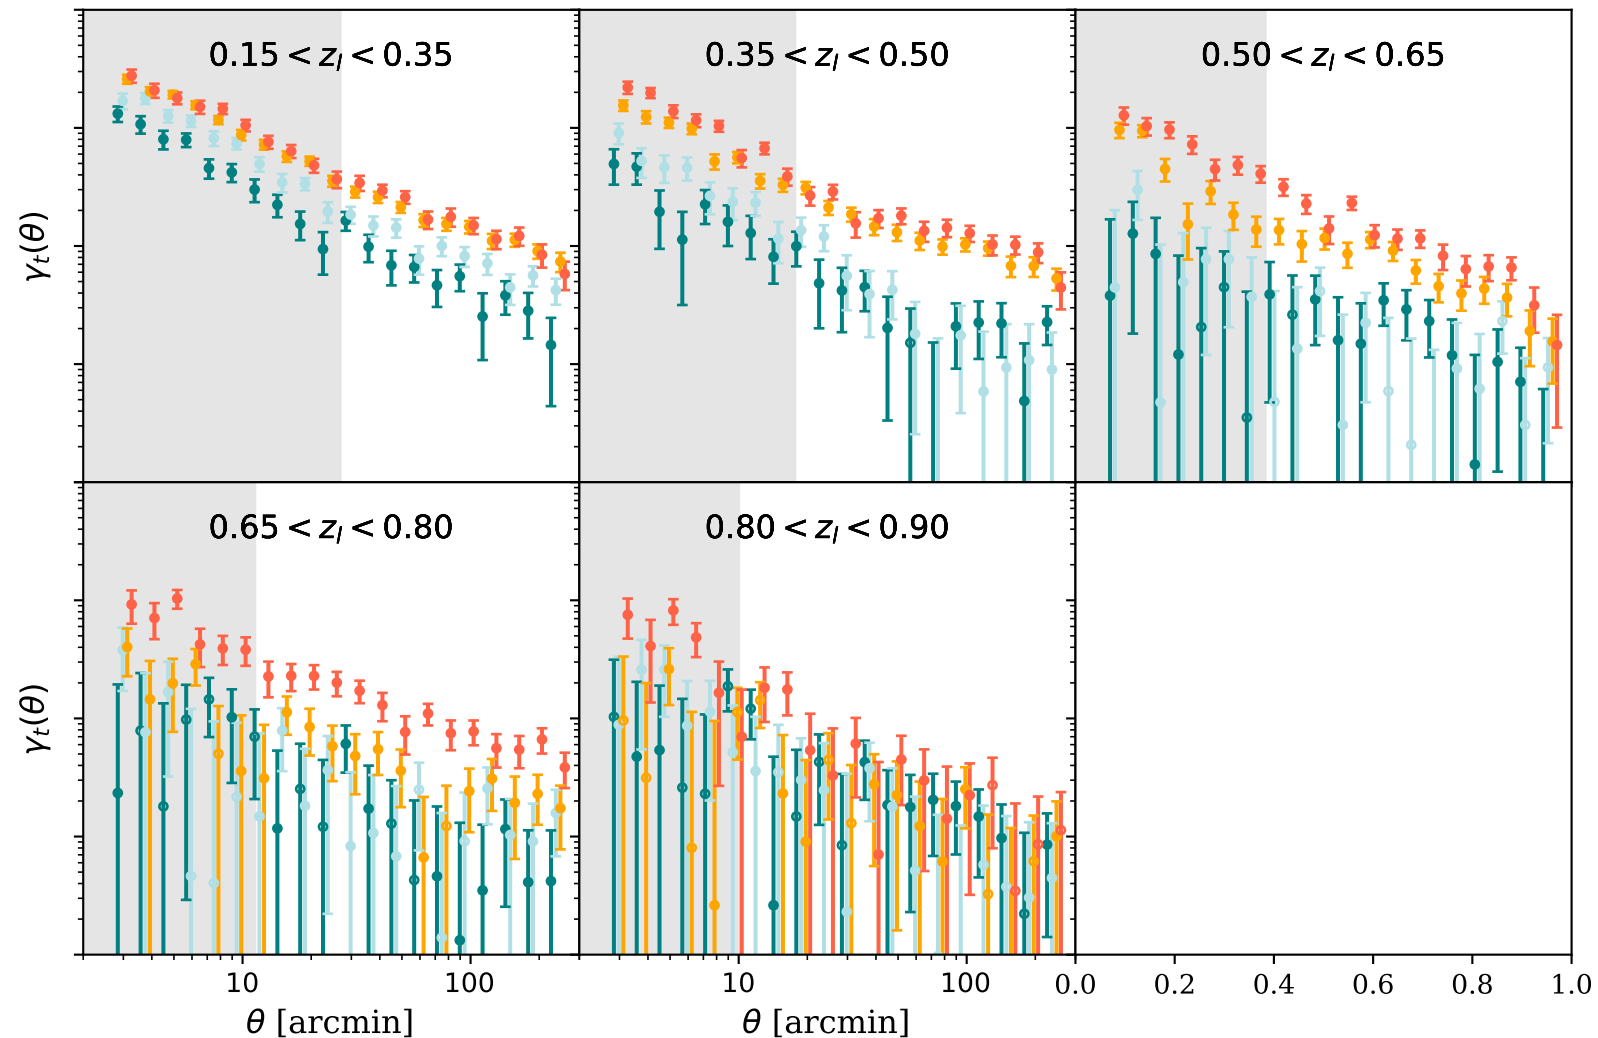 0.15 < z_l < 0.35
0.35 < z_l < 0.50
0.50 < z_l < 0.65
γ_t(θ)
0.65 < z_l < 0.80
0.80 < z_l < 0.90
γ_t(θ)
10 100 10 100 0.0 0.2 0.4 0.6 0.8 1.0
θ [arcmin] θ [arcmin]